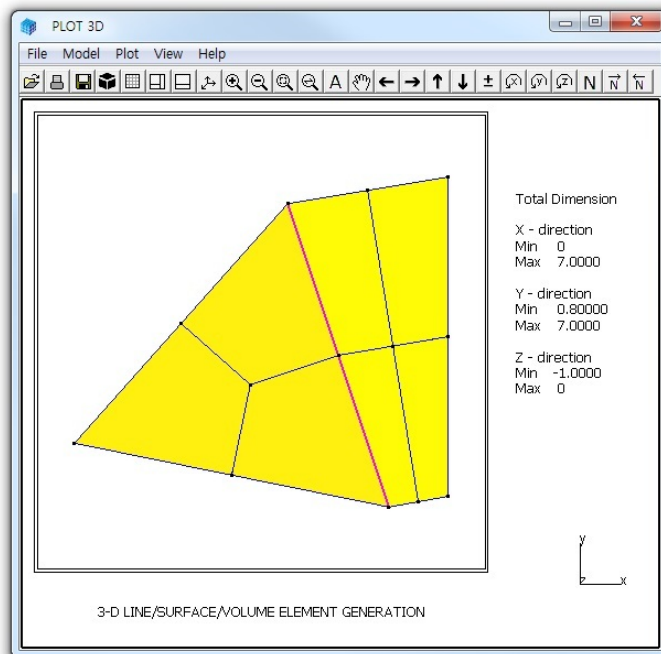 PLOT 3D
File Model Plot View Help
A ± x y z N N N
Total Dimension
X - direction
Min 0
Max 7.0000
Y - direction
Min 0.80000
Max 7.0000
Z - direction
Min -1.0000
Max 0
y
z x
3-D LINE/SURFACE/VOLUME ELEMENT GENERATION